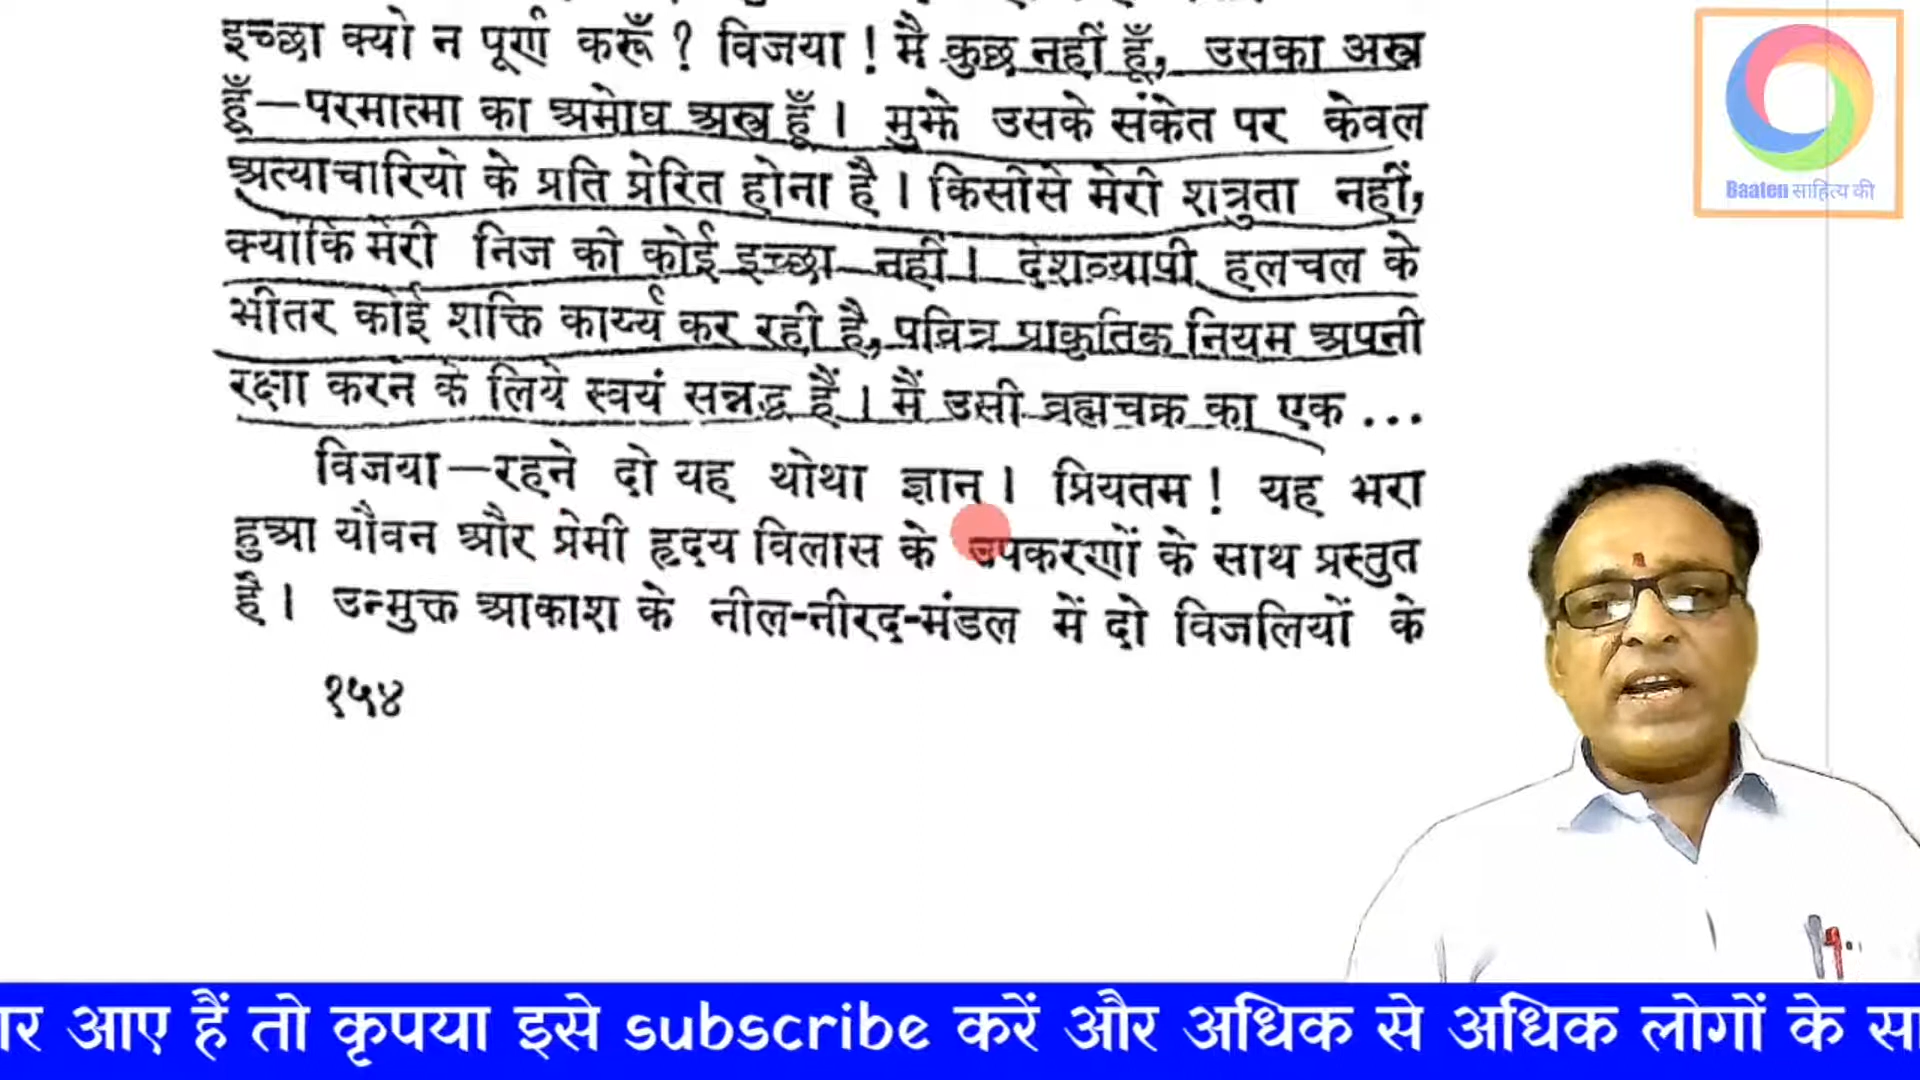 इच्छा क्यो न पूर्ण करूँ ? विजया ! मै कुछ नहीं हूँ, उसका अस्त्र
हूँ—परमात्मा का अमोघ अस्त्र हूँ । मुझे उसके संकेत पर केवल
अत्याचारियो के प्रति प्रेरित होना है । किसीसे मेरी शत्रुता नहीं,
क्योंकि मेरी निज की कोई इच्छा नहीं । देशव्यापी हलचल के
भीतर कोई शक्ति कार्य्य कर रही है, पवित्र प्राकृतिक नियम अपनी
रक्षा करने के लिये स्वयं सन्नद्ध हैं । मैं उसी ब्रह्मचक्र का एक ...
विजया—रहने दो यह थोथा ज्ञान । प्रियतम ! यह भरा
हुआ यौवन और प्रेमी हृदय विलास के उपकरणों के साथ प्रस्तुत
है । उन्मुक्त आकाश के नील-नीरद-मंडल में दो विजलियों के
१५४
Baaten साहित्य की
आए हैं तो कृपया इसे subscribe करें और अधिक से अधिक लोगों के